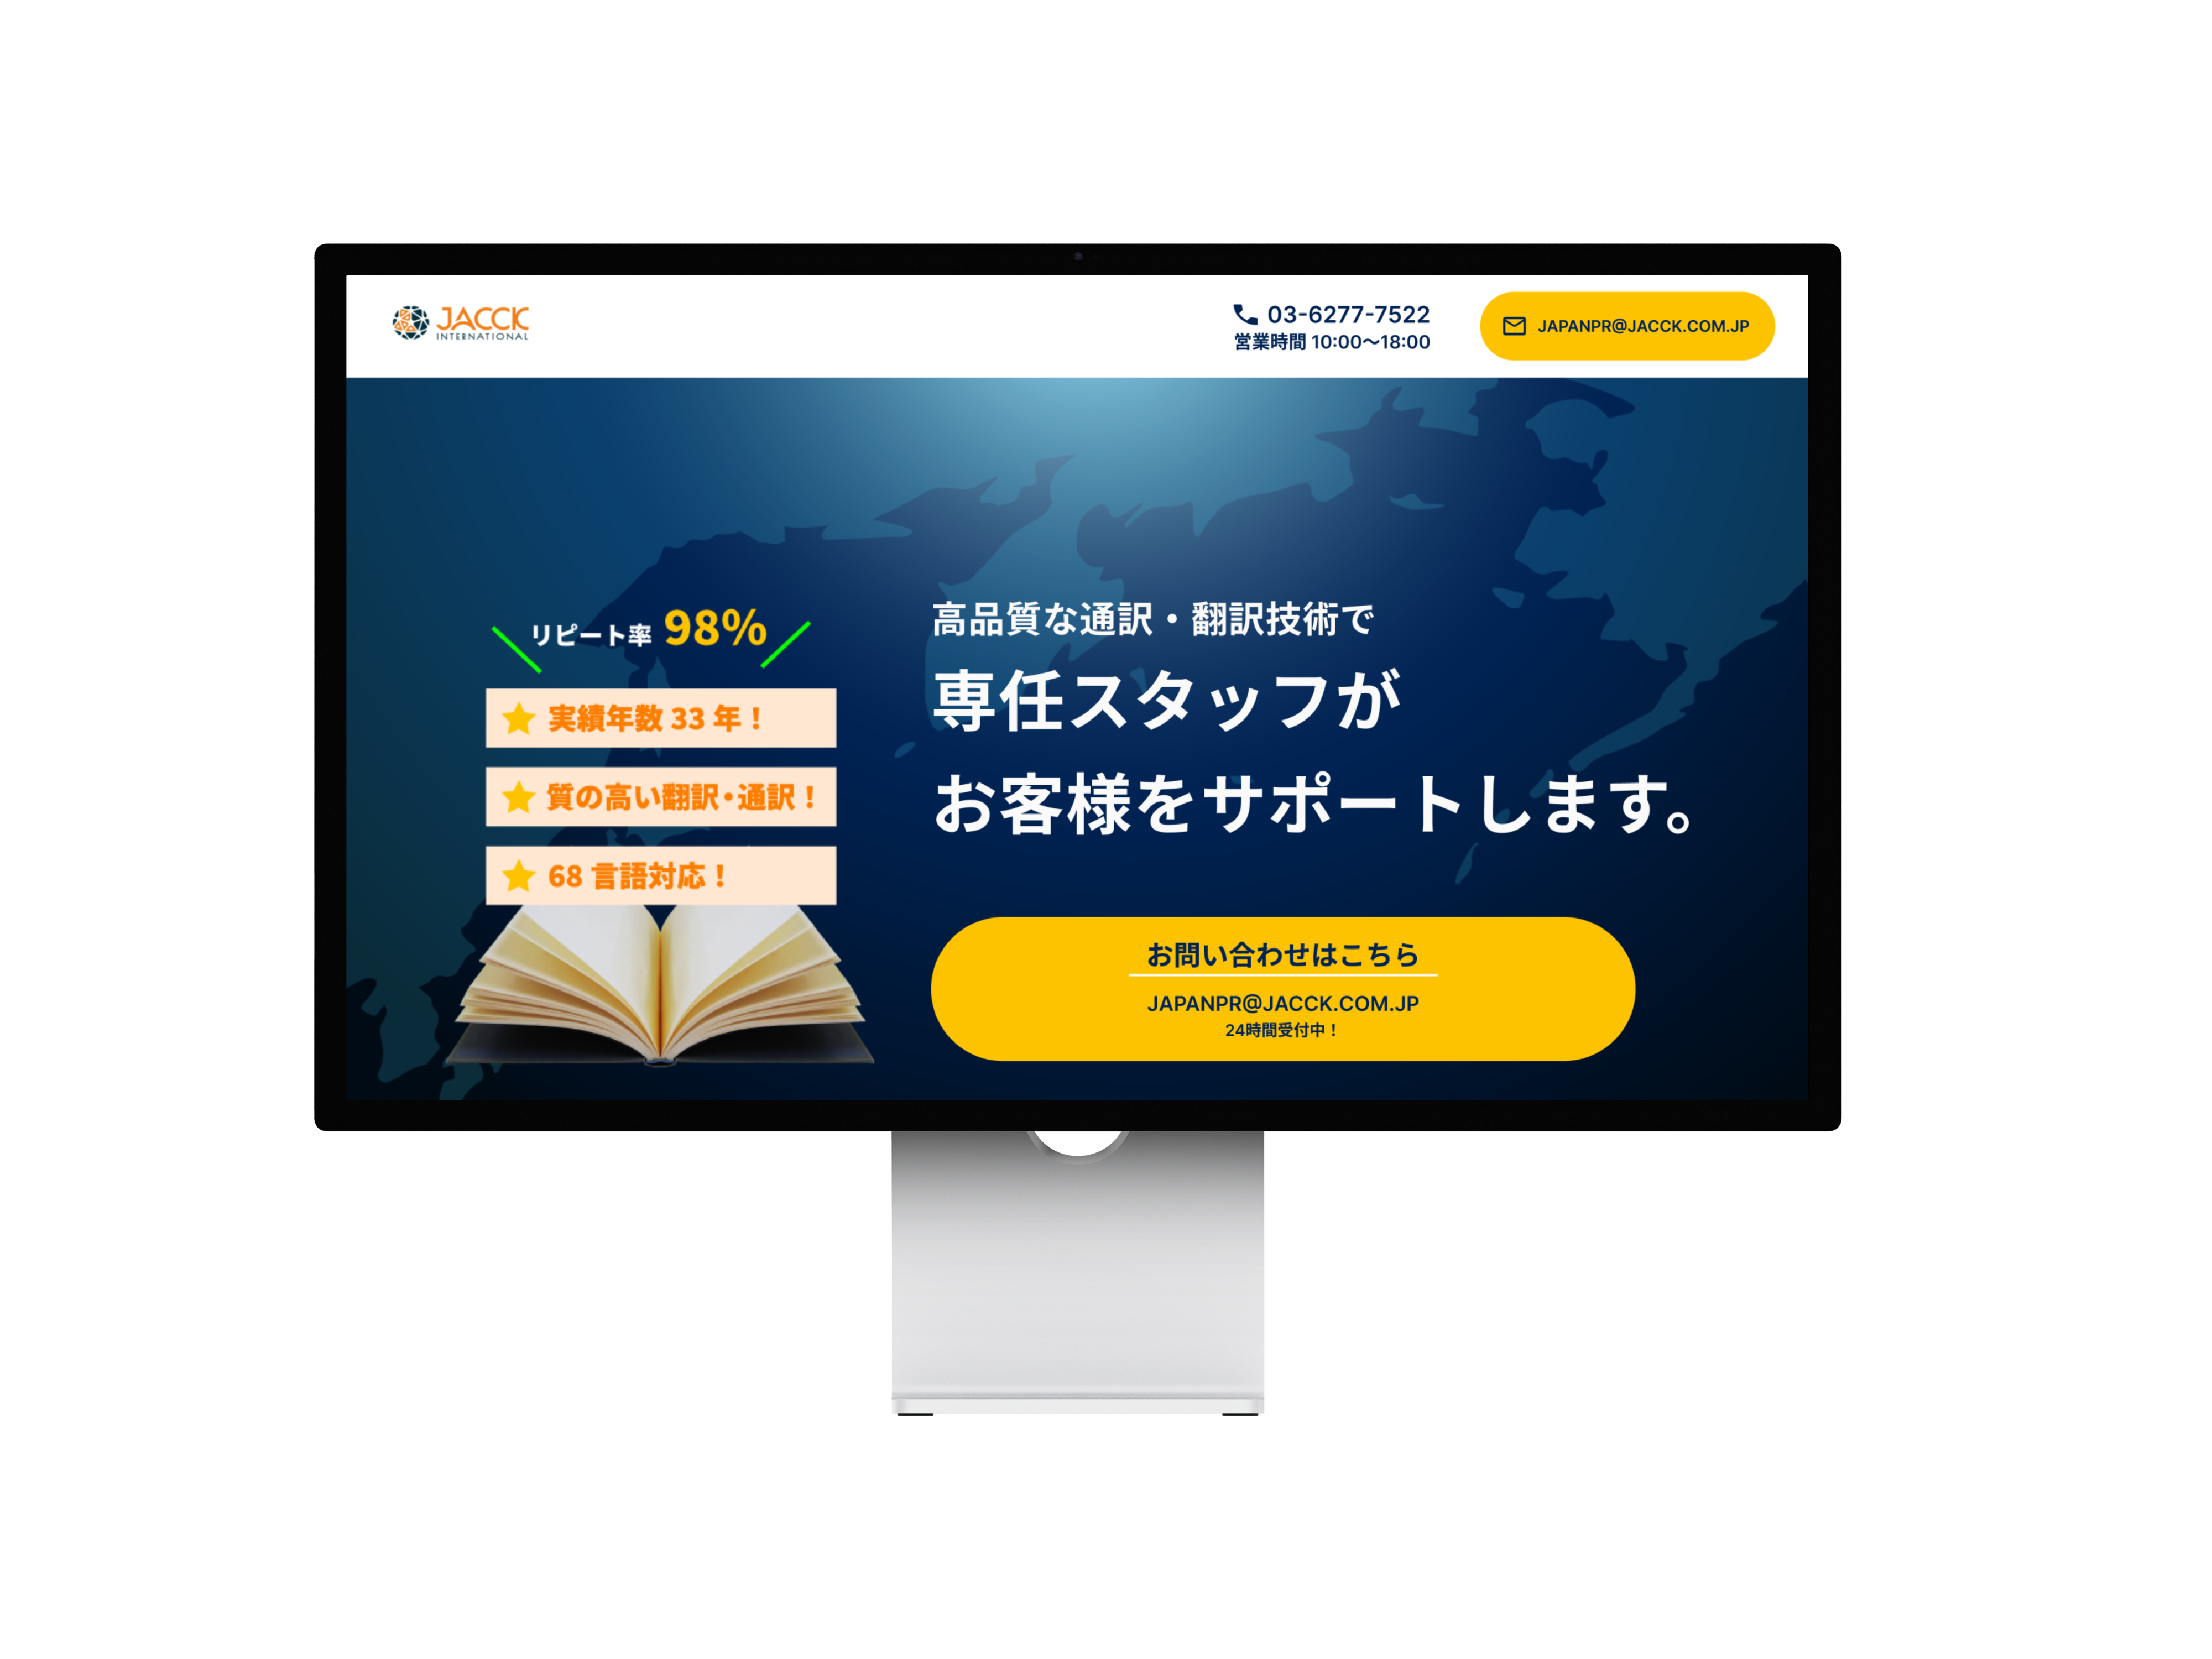 JACCK
INTERNATIONAL
03-6277-7522
営業時間 10:00〜18:00
JAPANPR@JACCK.COM.JP
リピート率 98%
実績年数 33 年！
質の高い翻訳・通訳！
68 言語対応！
高品質な通訳・翻訳技術で
専任スタッフが
お客様をサポートします。
お問い合わせはこちら
JAPANPR@JACCK.COM.JP
24時間受付中！